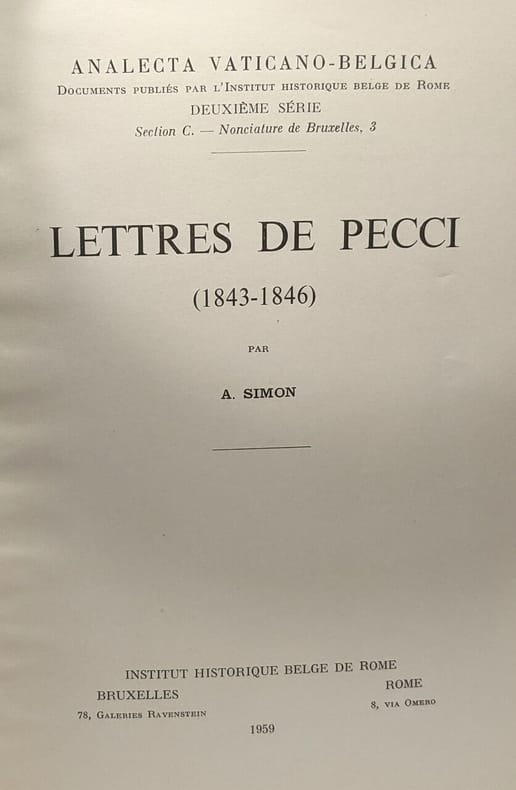 ANALECTA VATICANO-BELGICA
Documents publiés par l'Institut historique belge de Rome
DEUXIÈME SÉRIE
Section C. — Nonciature de Bruxelles, 3
LETTRES DE PECCI
(1843-1846)
PAR
A. SIMON
INSTITUT HISTORIQUE BELGE DE ROME
BRUXELLES
78, Galeries Ravenstein
ROME
8, via Omero
1959